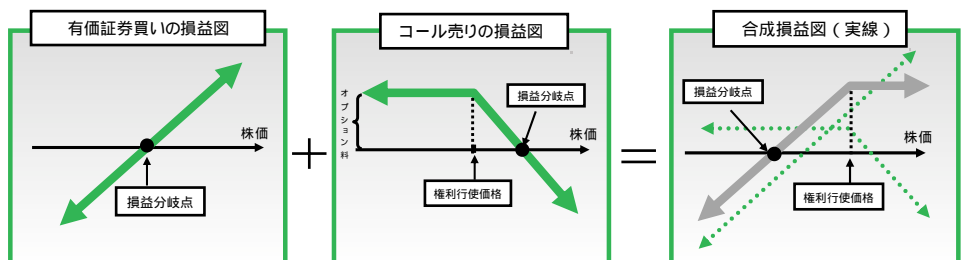 有価証券買いの損益図
株価
損益分岐点
+
コール売りの損益図
オプション料
損益分岐点
株価
権利行使価格
=
合成損益図(実線)
損益分岐点
株価
権利行使価格